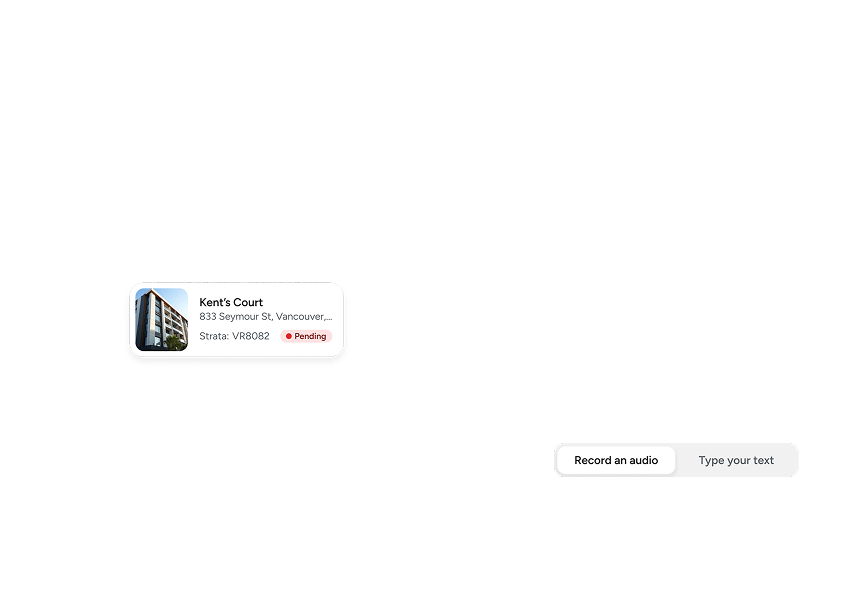 Kent’s Court
833 Seymour St, Vancouver,...
Strata: VR8082
Pending
Record an audio
Type your text